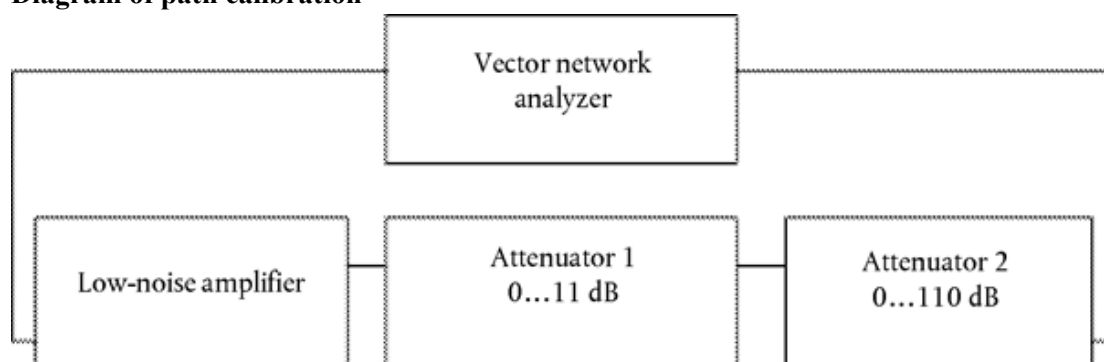 Diagram of path calibration
Vector network
analyzer
Low-noise amplifier
Attenuator 1
0...11 dB
Attenuator 2
0...110 dB